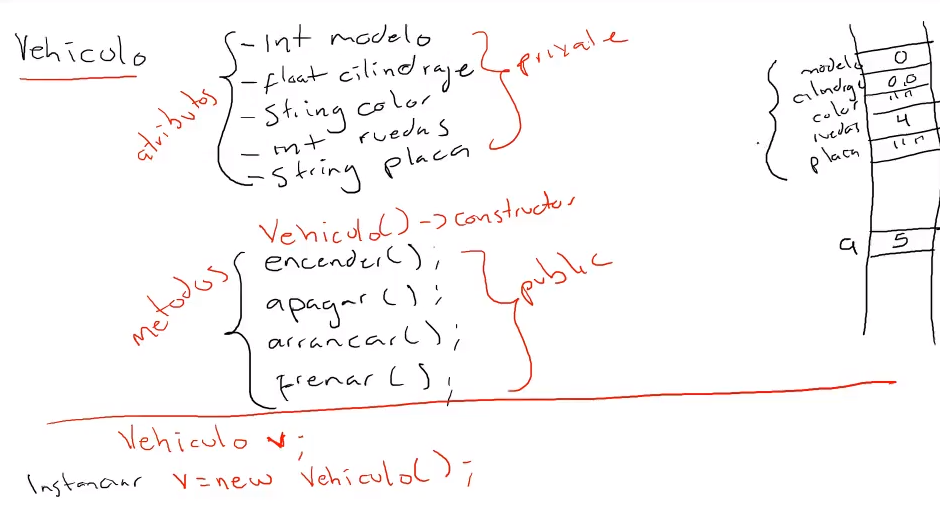 Vehiculo
atributos
- Int modelo
- float cilindraje
- String color
- int ruedas
- String placa
private
Vehiculo() -> constructor
metodos
encender();
apagar();
arrancar();
frenar();
public
Vehiculo v;
Instanciar v=new Vehiculo();
modelo 0
cilindraje 0.0
color ""
ruedas 4
placa ""
a 5